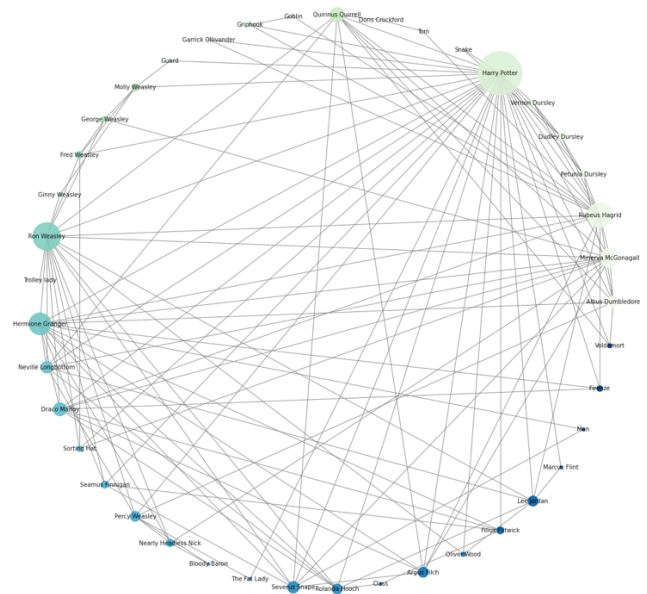 Goblin
Quirinus Quirrell
Doris Crockford
Griphook
Tom
Garrick Ollivander
Snake
Guard
Harry Potter
Molly Weasley
Vernon Dursley
George Weasley
Dudley Dursley
Fred Weasley
Petunia Dursley
Ginny Weasley
Rubeus Hagrid
Ron Weasley
Minerva McGonagall
Trolley lady
Albus Dumbledore
Hermione Granger
Voldemort
Neville Longbottom
Firenze
Draco Malfoy
Man
Sorting Hat
Marcus Flint
Seamus Finnigan
Lee Jordan
Percy Weasley
Filius Flitwick
Nearly Headless Nick
Oliver Wood
Bloody Baron
Argus Filch
The Fat Lady
Class
Severus Snape
Rolanda Hooch